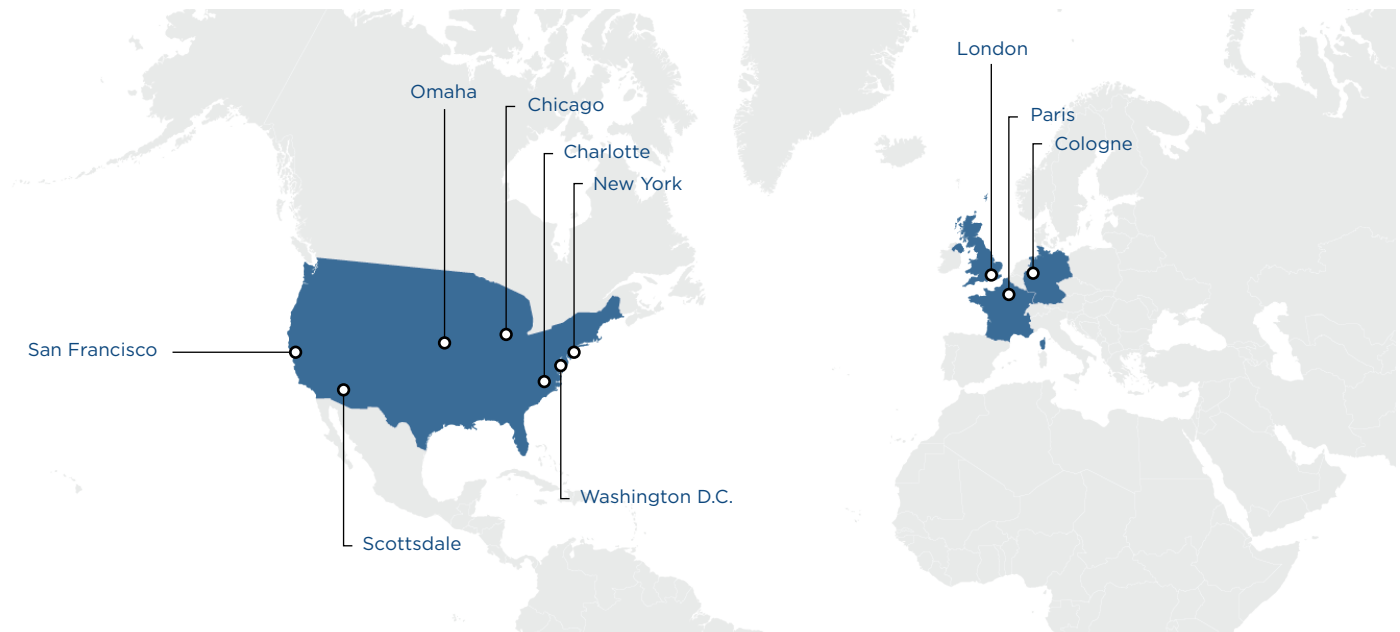 London
Omaha
Chicago
Paris
Cologne
Charlotte
New York
San Francisco
Washington D.C.
Scottsdale